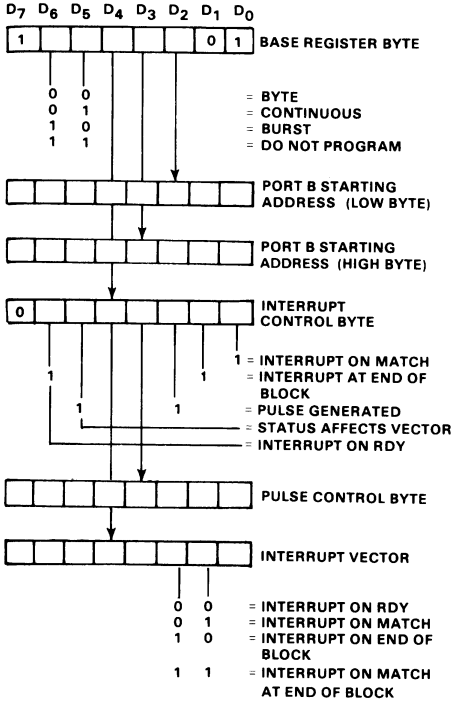 D7 D6 D5 D4 D3 D2 D1 D0
1 0 1 BASE REGISTER BYTE
0 0 = BYTE
0 1 = CONTINUOUS
1 0 = BURST
1 1 = DO NOT PROGRAM
PORT B STARTING
ADDRESS (LOW BYTE)
PORT B STARTING
ADDRESS (HIGH BYTE)
INTERRUPT
0 CONTROL BYTE
1 = INTERRUPT ON MATCH
1 1 = INTERRUPT AT END OF
BLOCK
1 1 = PULSE GENERATED
= STATUS AFFECTS VECTOR
= INTERRUPT ON RDY
PULSE CONTROL BYTE
INTERRUPT VECTOR
0 0 = INTERRUPT ON RDY
0 1 = INTERRUPT ON MATCH
1 0 = INTERRUPT ON END OF
BLOCK
1 1 = INTERRUPT ON MATCH
AT END OF BLOCK